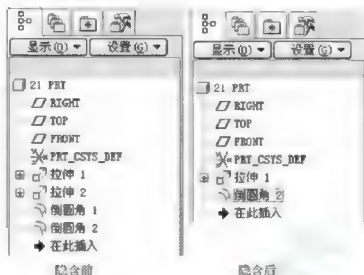 显示(O) 设置(G)
21 PRT
RIGHT
TOP
FRONT
PRT_CSYS_DEF
拉伸 1
拉伸 2
倒圆角 1
倒圆角 2
在此插入
隐含前
显示(O) 设置(G)
21 PRT
RIGHT
TOP
FRONT
PRT_CSYS_DEF
拉伸 1
倒圆角 2
在此插入
隐含后